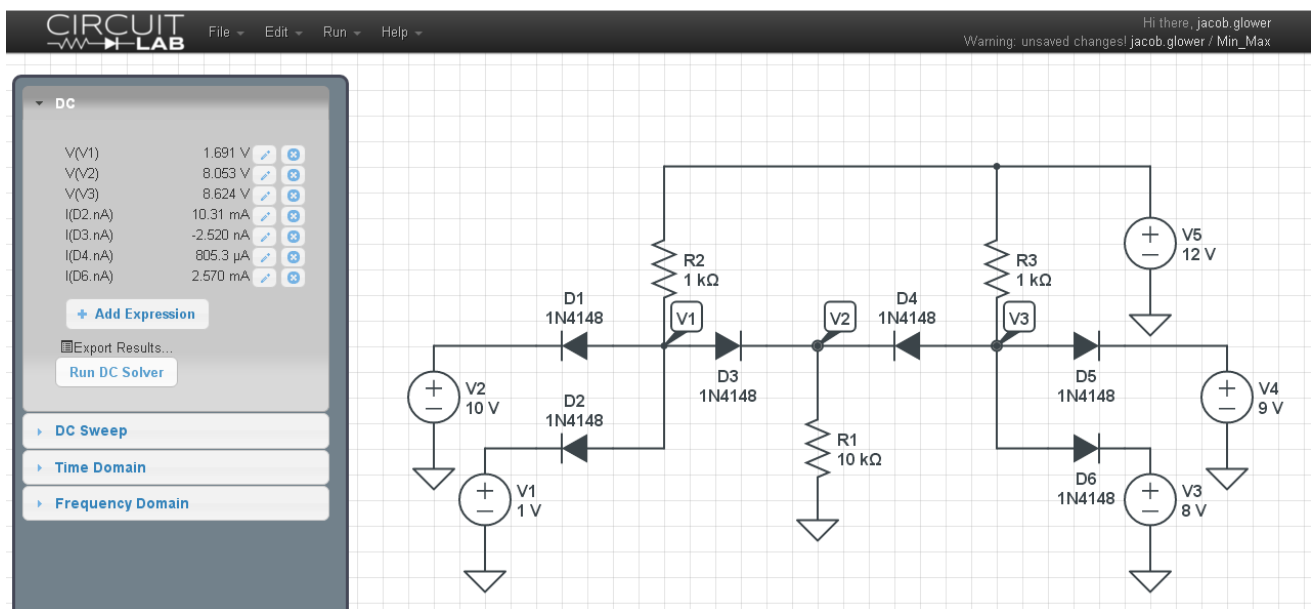 CIRCUIT
LAB
File
Edit
Run
Help
Hi there, jacob.glower
Warning: unsaved changes! jacob.glower / Min_Max
DC
V(V1) 1.691 V
V(V2) 8.053 V
V(V3) 8.624 V
I(D2.nA) 10.31 mA
I(D3.nA) -2.520 nA
I(D4.nA) 805.3 µA
I(D6.nA) 2.570 mA
+ Add Expression
Export Results...
Run DC Solver
DC Sweep
Time Domain
Frequency Domain
R2
1 kΩ
R3
1 kΩ
V5
12 V
D1
1N4148
V1
V2
D4
1N4148
V3
D3
1N4148
D5
1N4148
V2
10 V
D2
1N4148
V4
9 V
R1
10 kΩ
D6
1N4148
V1
1 V
V3
8 V